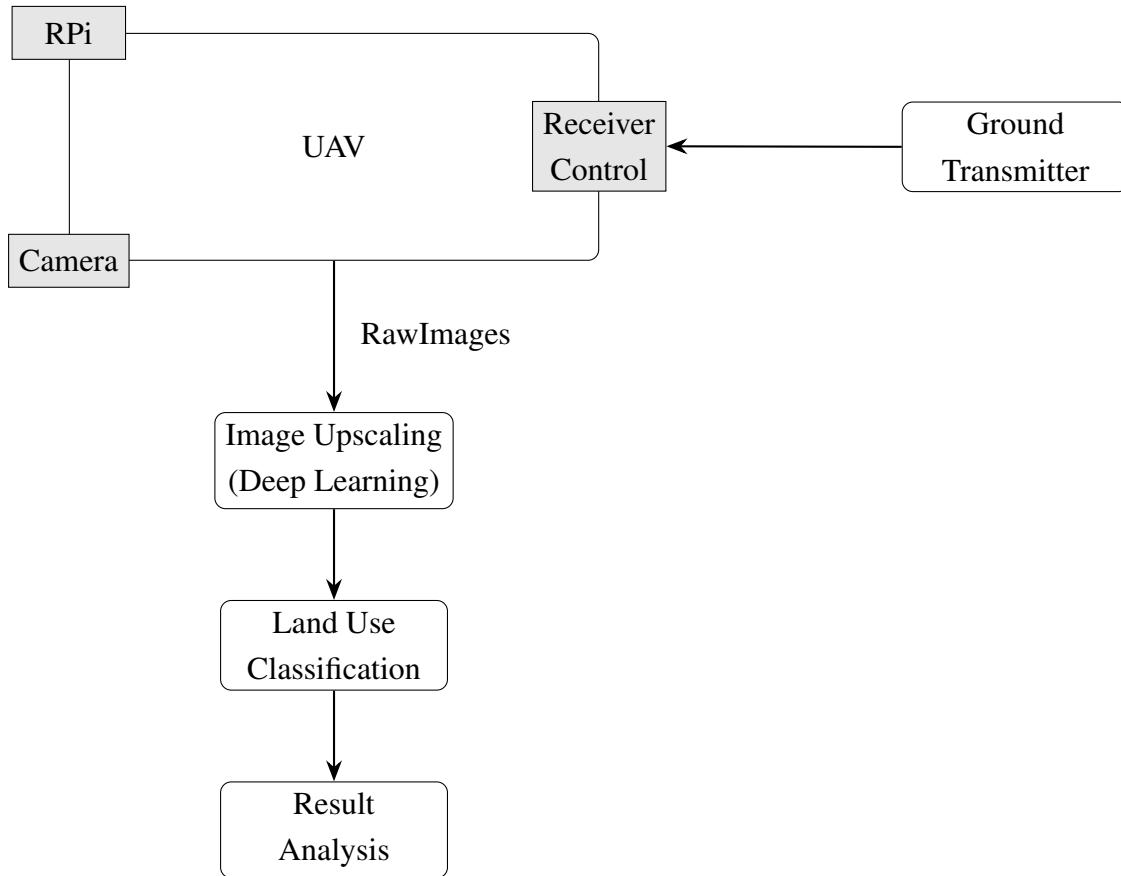 RPi
UAV
Receiver
Control
Ground
Transmitter
Camera
RawImages
Image Upscaling
(Deep Learning)
Land Use
Classification
Result
Analysis